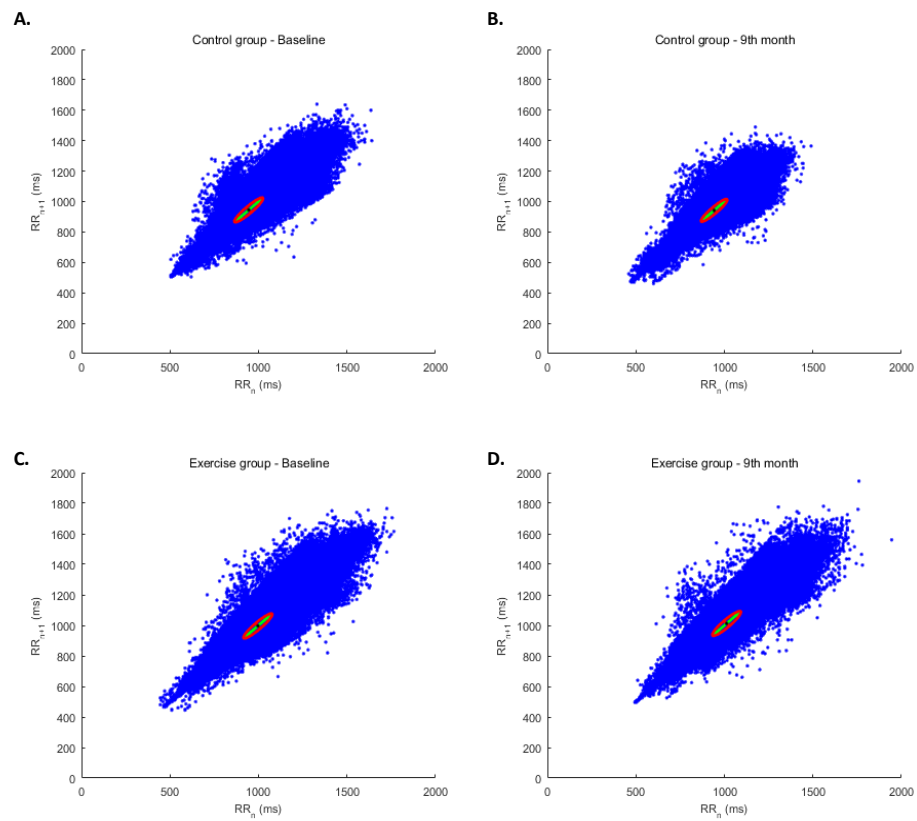 A.
Control group - Baseline
2000
1800
1600
1400
1200
1000
800
600
400
200
0
RRn+1 (ms)
0 500 1000 1500 2000
RRn (ms)
B.
Control group - 9th month
2000
1800
1600
1400
1200
1000
800
600
400
200
0
RRn+1 (ms)
0 500 1000 1500 2000
RRn (ms)
C.
Exercise group - Baseline
2000
1800
1600
1400
1200
1000
800
600
400
200
0
RRn+1 (ms)
0 500 1000 1500 2000
RRn (ms)
D.
Exercise group - 9th month
2000
1800
1600
1400
1200
1000
800
600
400
200
0
RRn+1 (ms)
0 500 1000 1500 2000
RRn (ms)